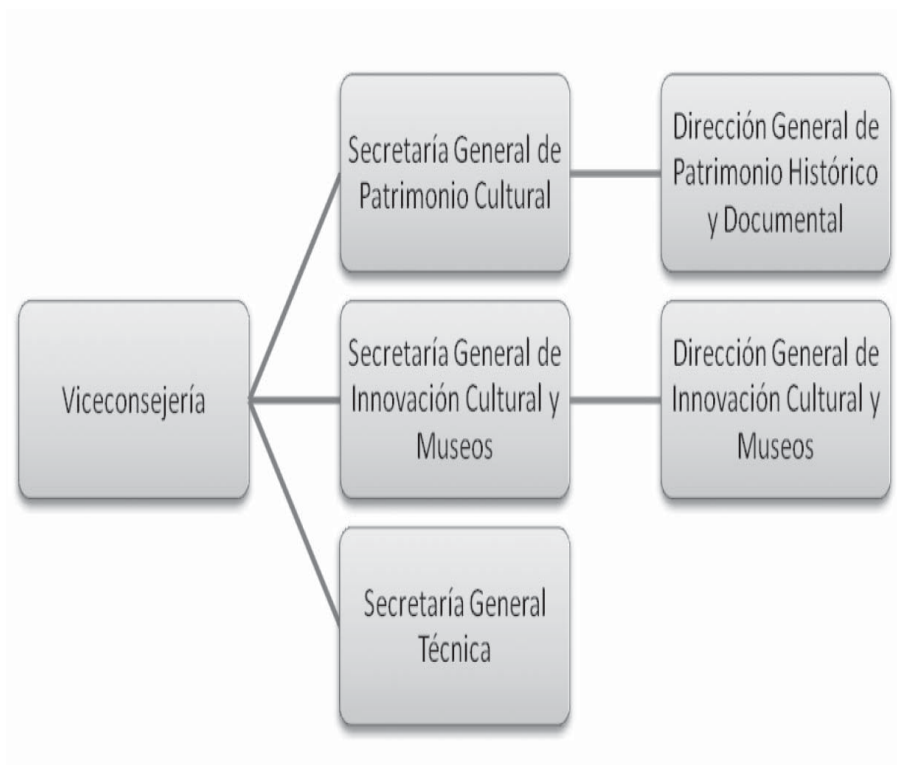 Secretaría General de
Patrimonio Cultural
Dirección General de
Patrimonio Histórico
y Documental
Viceconsejería
Secretaría General de
Innovación Cultural y
Museos
Dirección General de
Innovación Cultural y
Museos
Secretaría General
Técnica